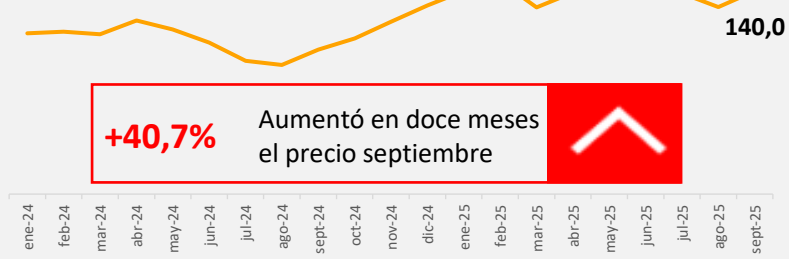 140,0
+40,7%
Aumentó en doce meses
el precio septiembre
ene-24
feb-24
mar-24
abr-24
may-24
jun-24
jul-24
ago-24
sept-24
oct-24
nov-24
dic-24
ene-25
feb-25
mar-25
abr-25
may-25
jun-25
jul-25
ago-25
sept-25